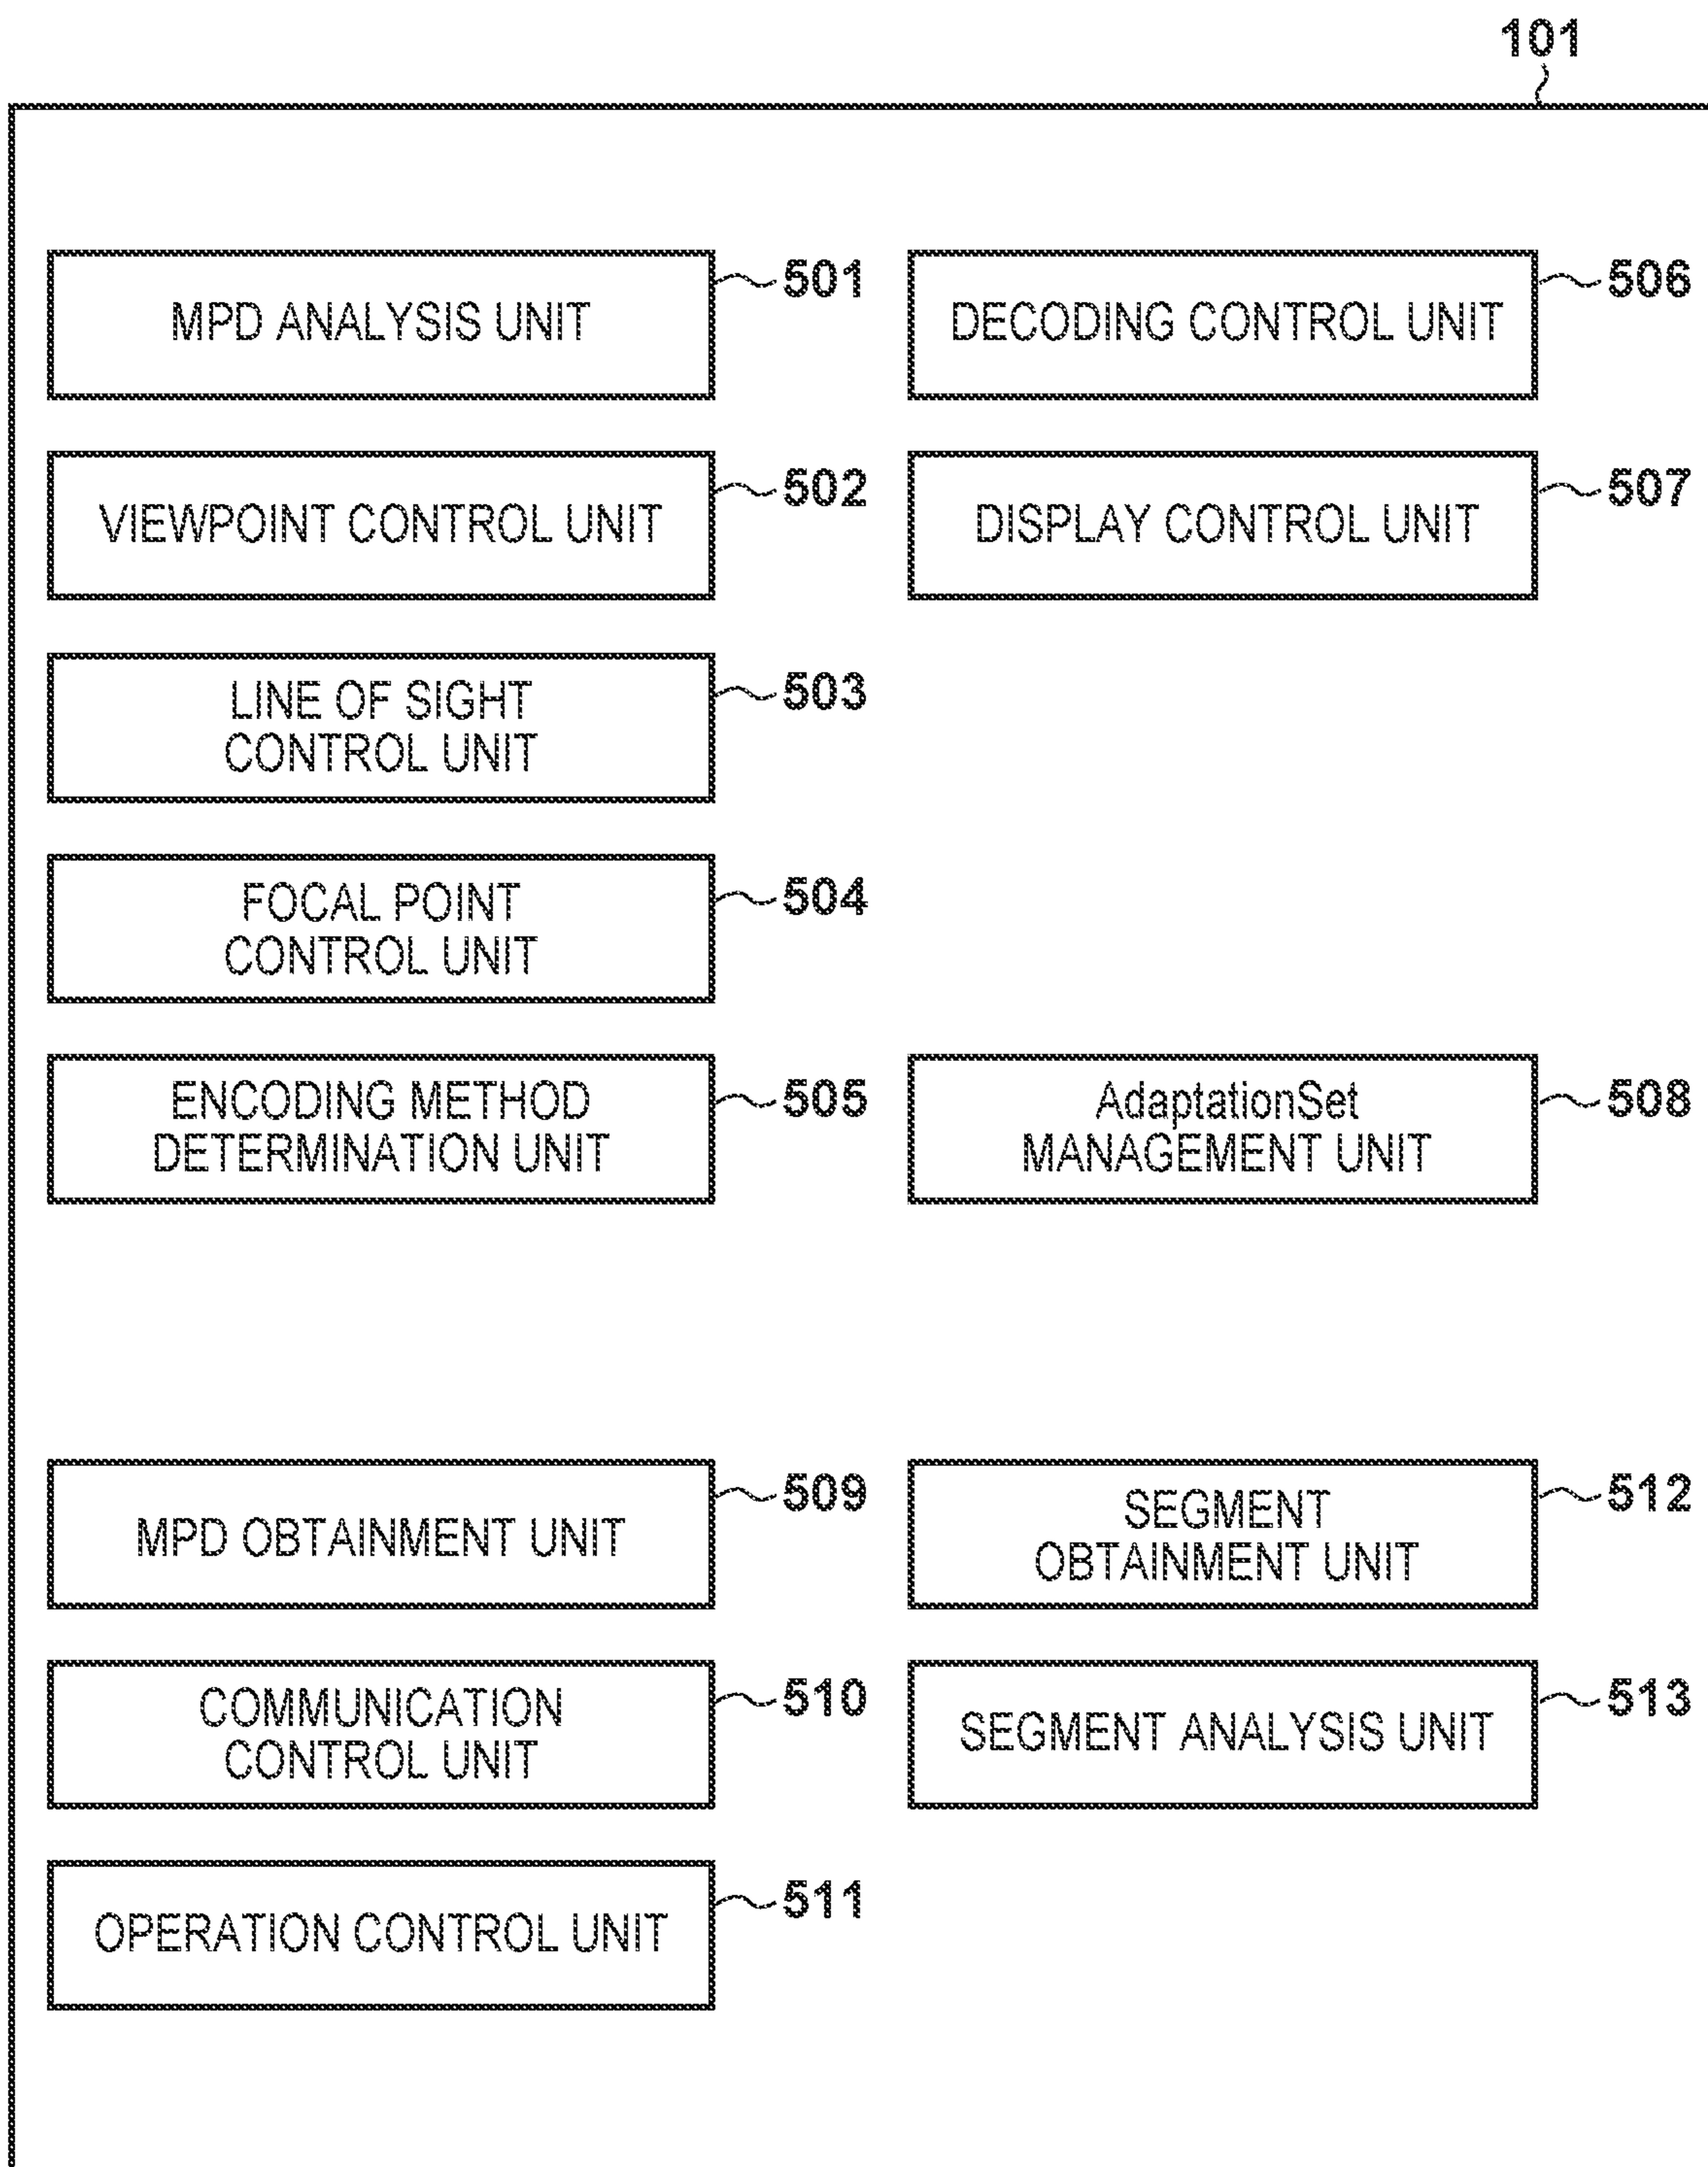 101
MPD ANALYSIS UNIT
501
DECODING CONTROL UNIT
506
VIEWPOINT CONTROL UNIT
502
DISPLAY CONTROL UNIT
507
LINE OF SIGHT
CONTROL UNIT
503
FOCAL POINT
CONTROL UNIT
504
ENCODING METHOD
DETERMINATION UNIT
505
AdaptationSet
MANAGEMENT UNIT
508
MPD OBTAINMENT UNIT
509
SEGMENT
OBTAINMENT UNIT
512
COMMUNICATION
CONTROL UNIT
510
SEGMENT ANALYSIS UNIT
513
OPERATION CONTROL UNIT
511